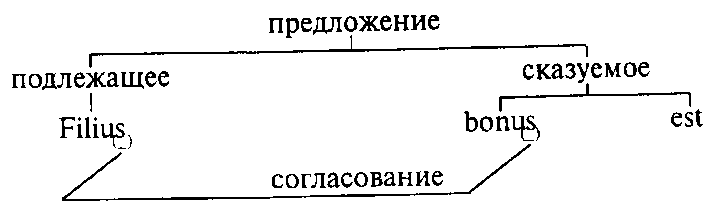 предложение
подлежащее сказуемое
Filius bonus est
согласование